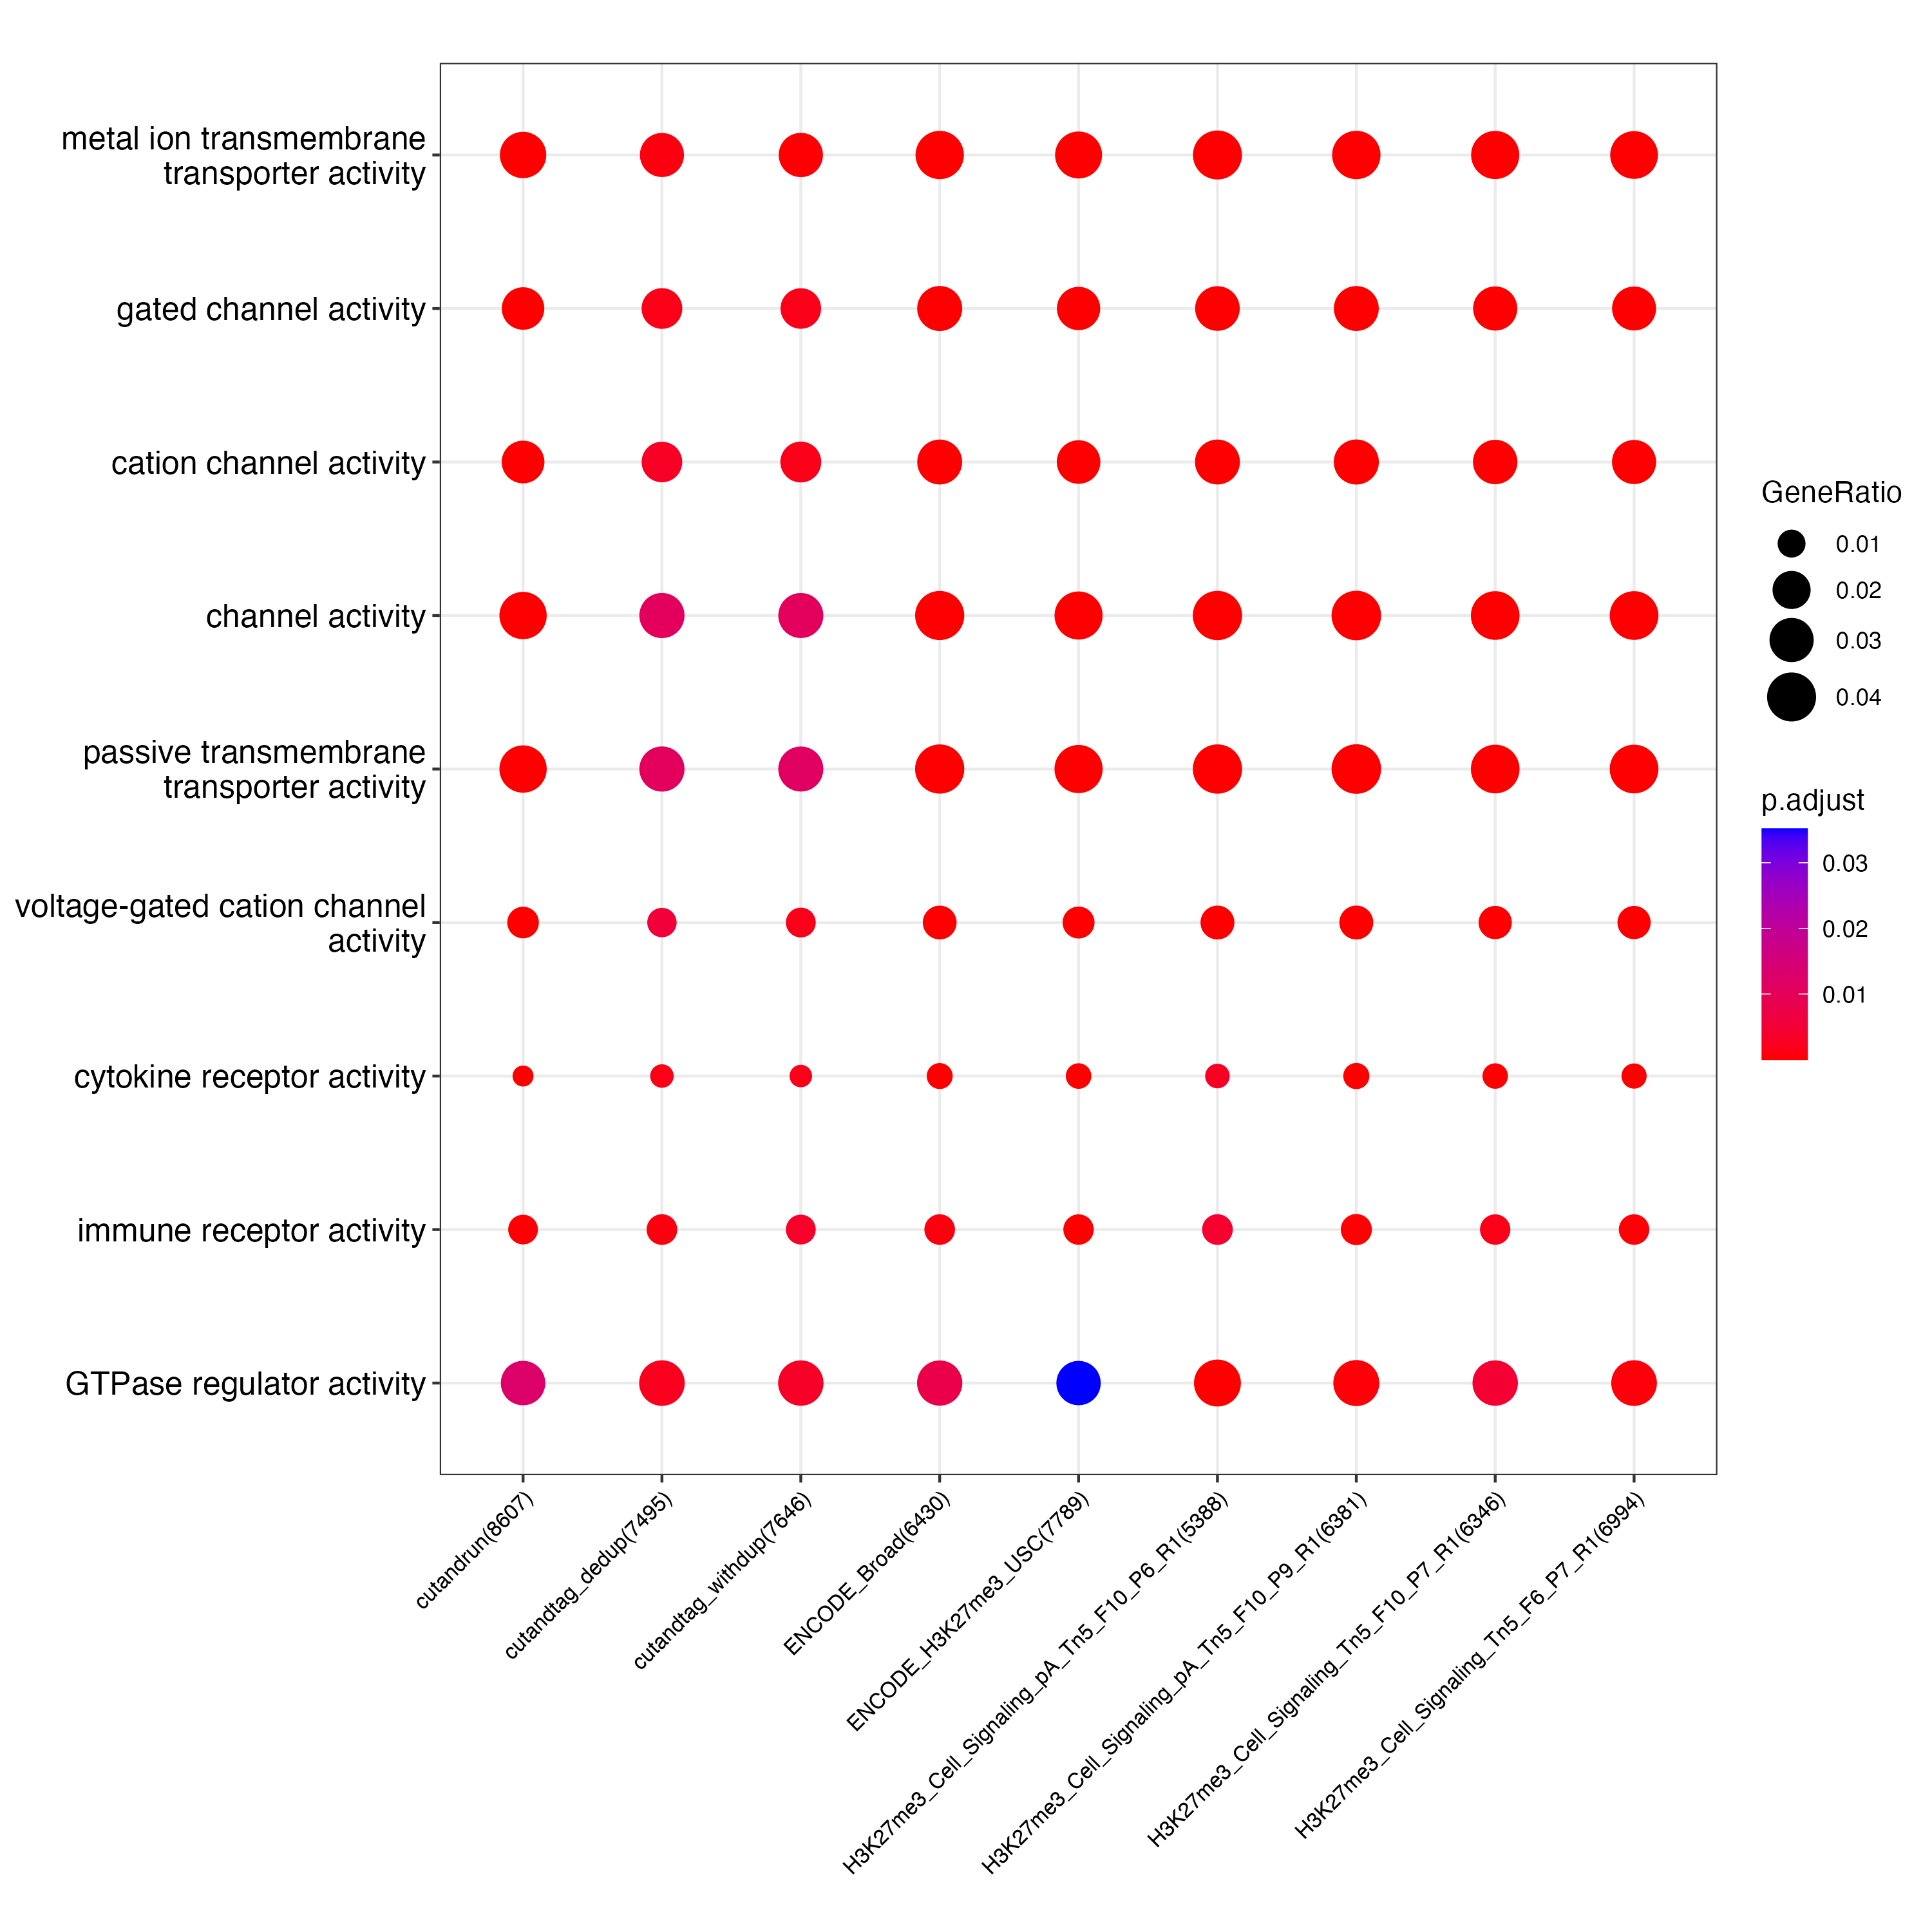 metal ion transmembrane
transporter activity
gated channel activity
cation channel activity
channel activity
passive transmembrane
transporter activity
voltage-gated cation channel
activity
cytokine receptor activity
immune receptor activity
GTPase regulator activity
cutandrun(8607)
cutandtag_dedup(7495)
cutandtag_withdup(7646)
ENCODE_Broad(6430)
ENCODE_H3K27me3_USC(7789)
H3K27me3_Cell_Signaling_pA_Tn5_F10_P6_R1(5388)
H3K27me3_Cell_Signaling_pA_Tn5_F10_P9_R1(6381)
H3K27me3_Cell_Signaling_Tn5_F10_P7_R1(6346)
H3K27me3_Cell_Signaling_Tn5_F6_P7_R1(6994)
GeneRatio
0.01
0.02
0.03
0.04
p.adjust
0.03
0.02
0.01